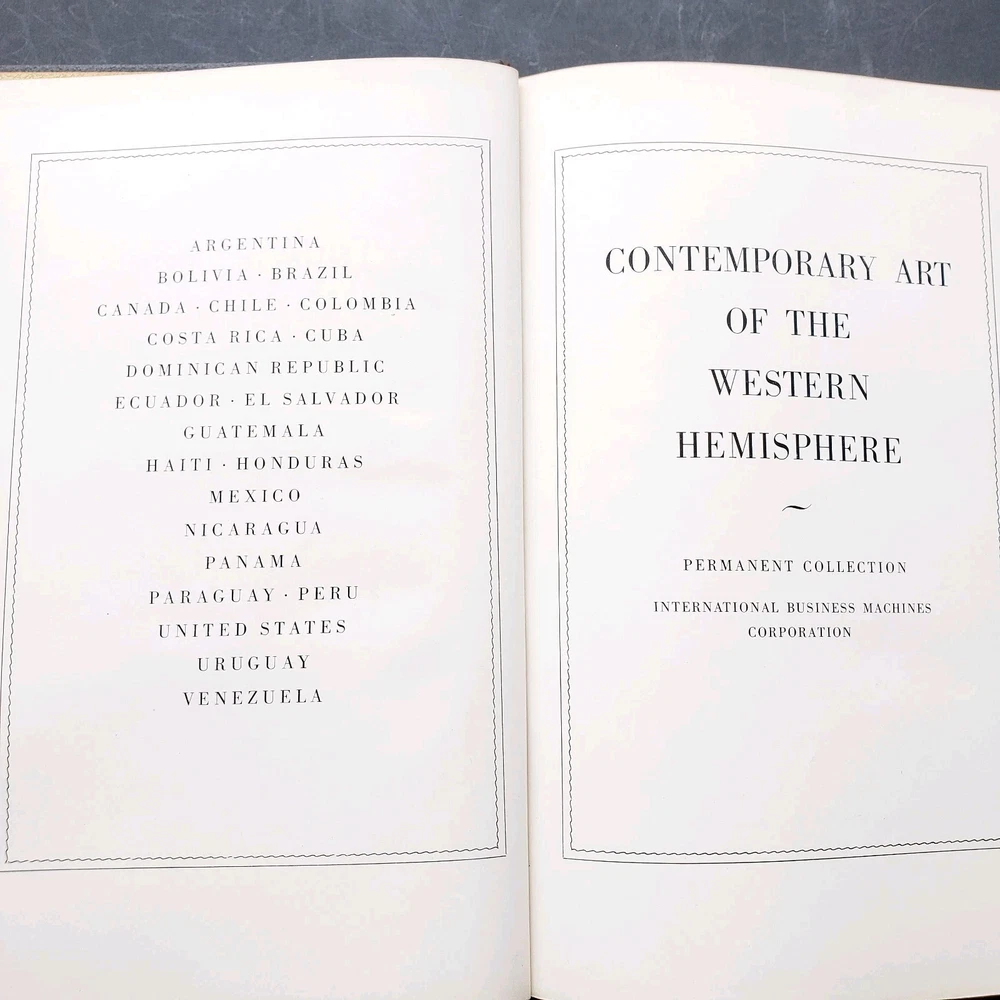 ARGENTINA
BOLIVIA · BRAZIL
CANADA · CHILE · COLOMBIA
COSTA RICA · CUBA
DOMINICAN REPUBLIC
ECUADOR · EL SALVADOR
GUATEMALA
HAITI · HONDURAS
MEXICO
NICARAGUA
PANAMA
PARAGUAY · PERU
UNITED STATES
URUGUAY
VENEZUELA
CONTEMPORARY ART
OF THE
WESTERN
HEMISPHERE
~
PERMANENT COLLECTION
INTERNATIONAL BUSINESS MACHINES
CORPORATION